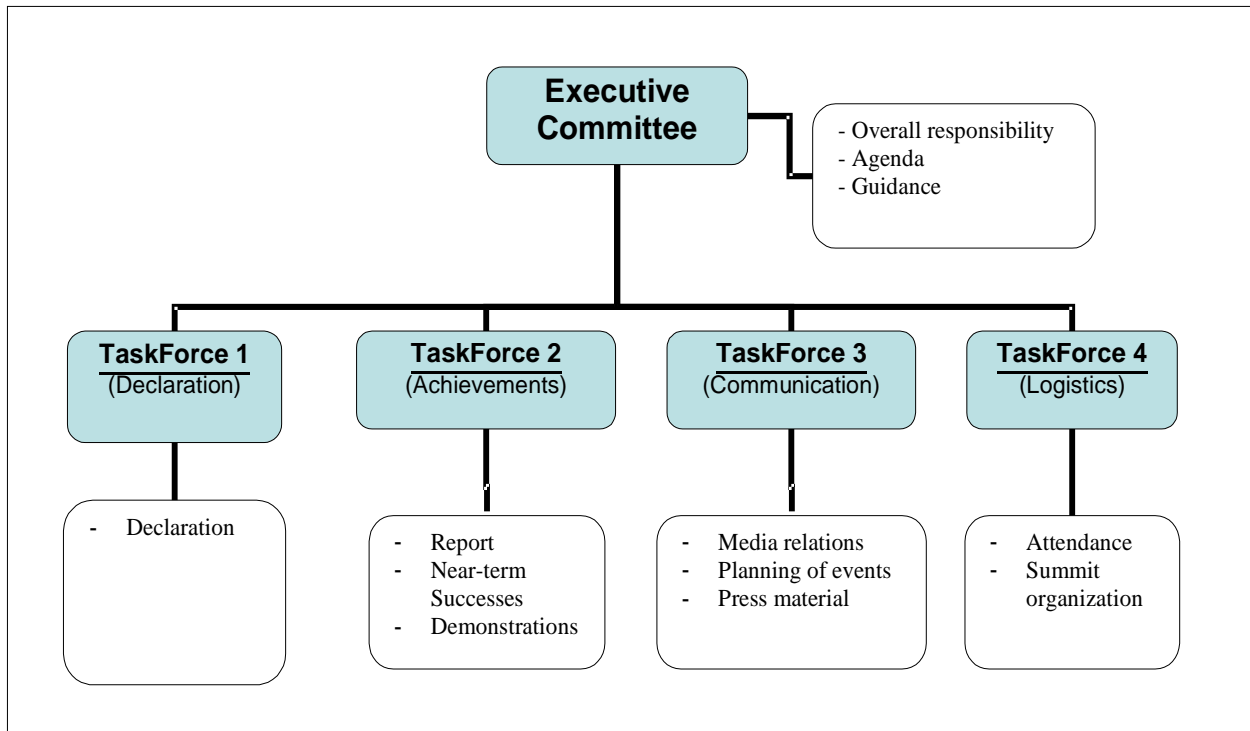 Executive
Committee
- Overall responsibility
- Agenda
- Guidance
TaskForce 1
(Declaration)
TaskForce 2
(Achievements)
TaskForce 3
(Communication)
TaskForce 4
(Logistics)
- Declaration
- Report
- Near-term
Successes
- Demonstrations
- Media relations
- Planning of events
- Press material
- Attendance
- Summit
organization